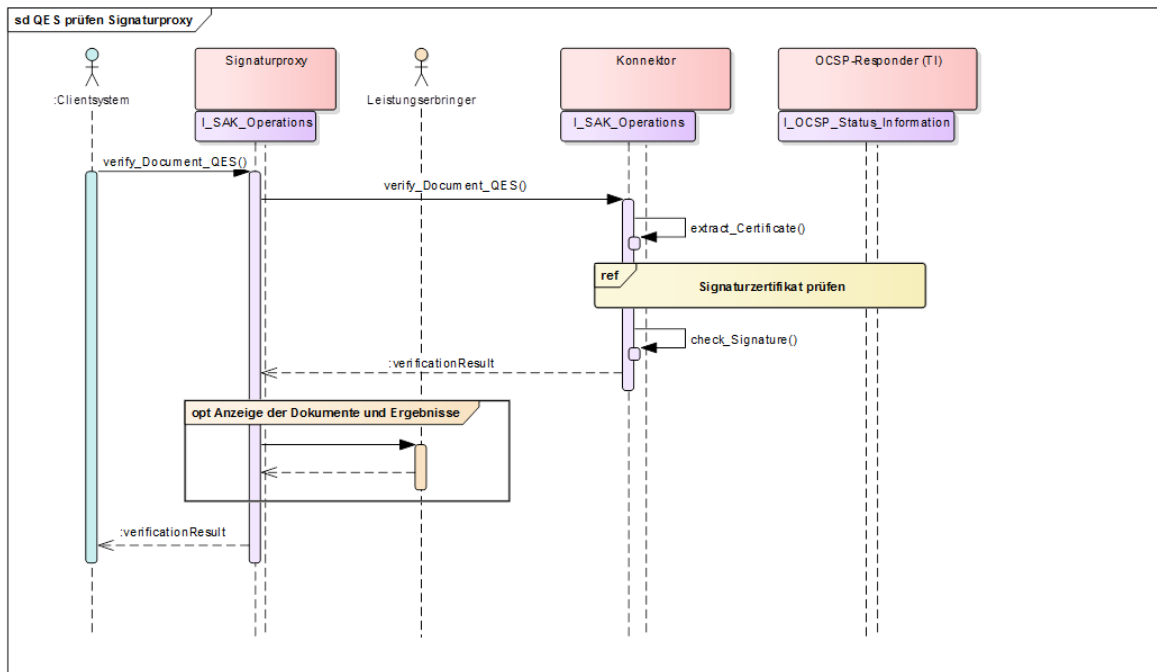 sd QES prüfen Signaturproxy
:Clientsystem
Signaturproxy
I_SAK_Operations
Leistungserbringer
Konnektor
I_SAK_Operations
OCSP-Responder (TI)
I_OCSP_Status_Information
verify_Document_QES()
verify_Document_QES()
extract_Certificate()
ref
Signaturzertifikat prüfen
check_Signature()
:verificationResult
opt Anzeige der Dokumente und Ergebnisse
:verificationResult